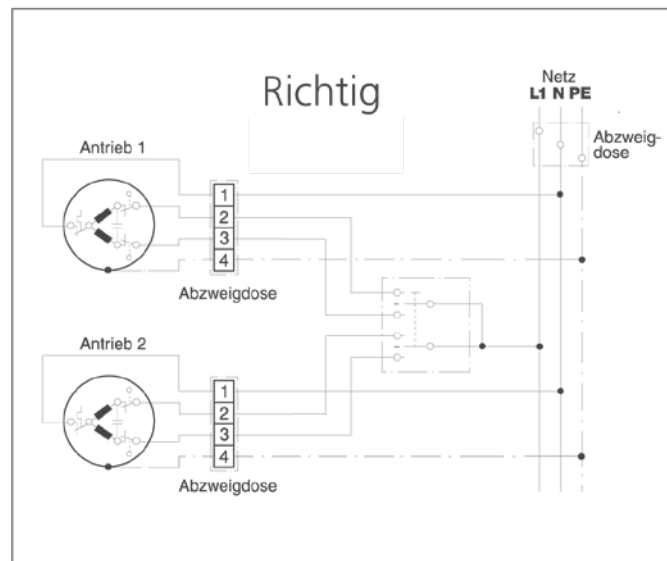 Richtig
Netz
L1 N PE
Abzweig-
dose
Antrieb 1
1
2
3
4
Abzweigdose
Antrieb 2
1
2
3
4
Abzweigdose